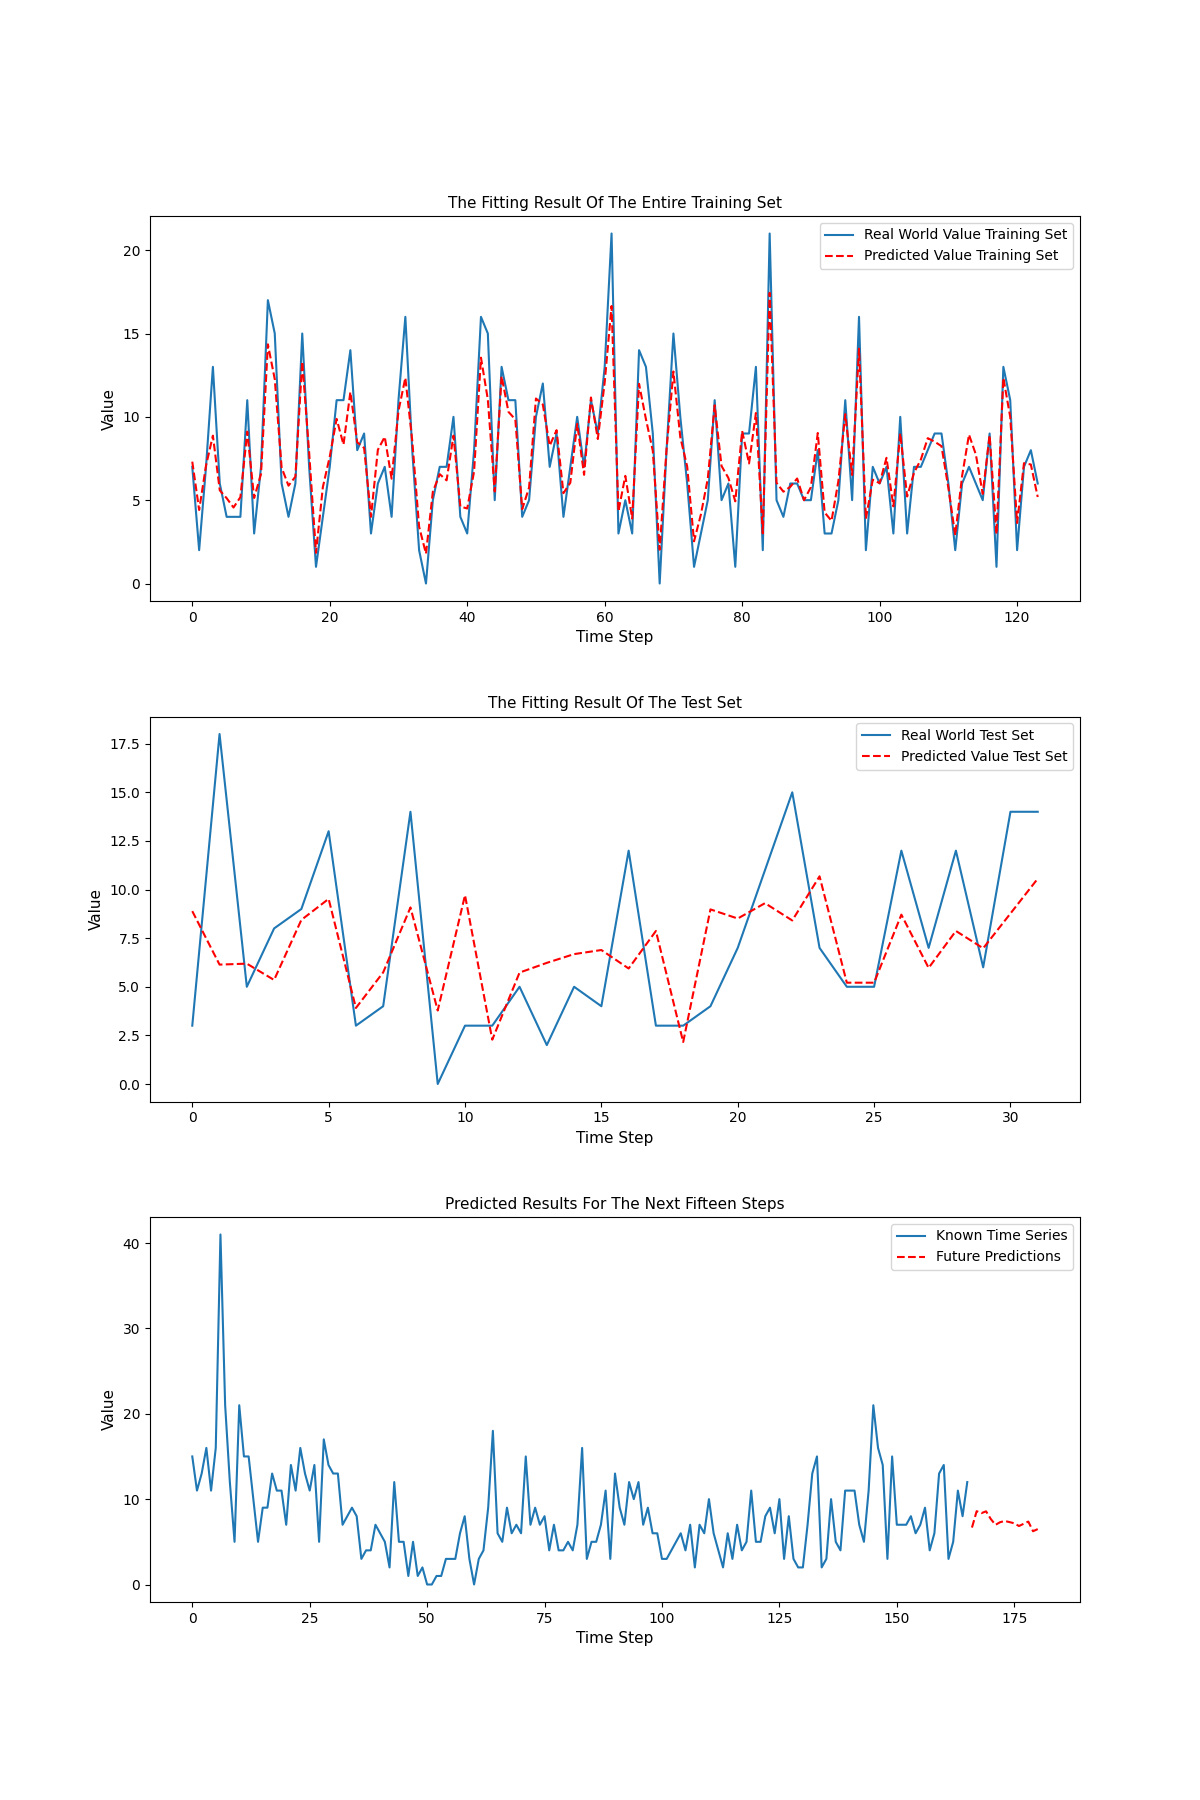 The Fitting Result Of The Entire Training Set
Real World Value Training Set
Predicted Value Training Set
Value
20
15
10
5
0
0 20 40 60 80 100 120
Time Step
The Fitting Result Of The Test Set
Real World Test Set
Predicted Value Test Set
Value
17.5
15.0
12.5
10.0
7.5
5.0
2.5
0.0
0 5 10 15 20 25 30
Time Step
Predicted Results For The Next Fifteen Steps
Known Time Series
Future Predictions
Value
40
30
20
10
0
0 25 50 75 100 125 150 175
Time Step